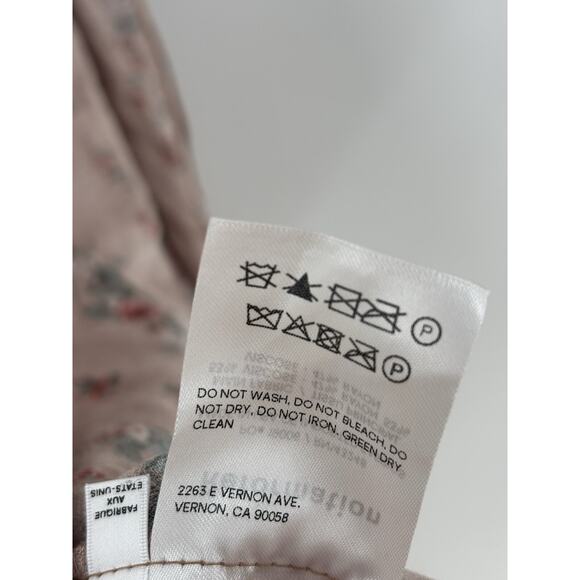 P
P
DO NOT WASH, DO NOT BLEACH, DO
NOT DRY, DO NOT IRON, GREEN DRY
CLEAN
Reformation
2263 E VERNON AVE.
VERNON, CA 90058
FABRIQUE
AUX
ETATS-UNIS